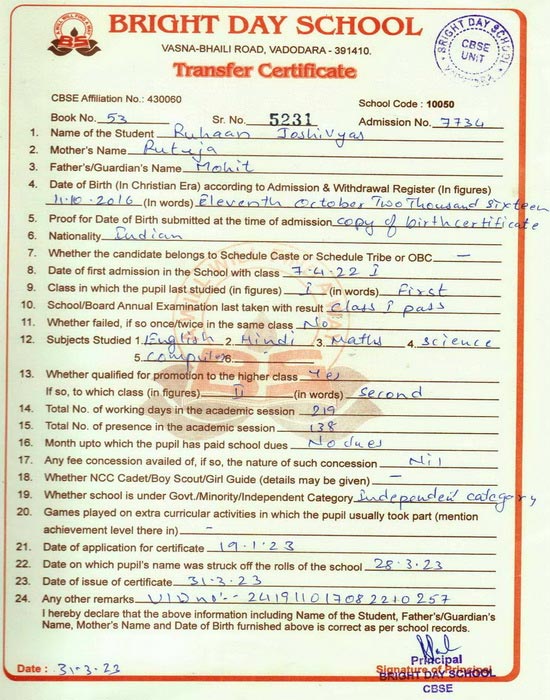 BRIGHT DAY SCHOOL
VASNA-BHAILI ROAD, VADODARA - 391410.
BRIGHT DAY SCHOOL
CBSE
UNIT
VADODARA
BS
Transfer Certificate
CBSE Affiliation No.: 430060
School Code : 10050
Book No. 53 Sr. No. 5231 Admission No. 7734
1. Name of the Student Ruhaan Joshivyas
2. Mother's Name Rutuja
3. Father's/Guardian's Name Mohit
4. Date of Birth (In Christian Era) according to Admission & Withdrawal Register (In figures)
11-10-2016 (In words) Eleventh October Two Thousand Sixteen
5. Proof for Date of Birth submitted at the time of admission copy of birth certificate
6. Nationality Indian
7. Whether the candidate belongs to Schedule Caste or Schedule Tribe or OBC —
8. Date of first admission in the School with class 7-4-22 I
9. Class in which the pupil last studied (in figures) I (in words) First
10. School/Board Annual Examination last taken with result Class I pass
11. Whether failed, if so once/twice in the same class No
12. Subjects Studied 1. English 2. Hindi 3. Maths 4. science
5. computer 6.
13. Whether qualified for promotion to the higher class Yes
If so, to which class (in figures) II (in words) second
14. Total No. of working days in the academic session 219
15. Total No. of presence in the academic session 138
16. Month upto which the pupil has paid school dues No dues
17. Any fee concession availed of, if so, the nature of such concession Nil
18. Whether NCC Cadet/Boy Scout/Girl Guide (details may be given) —
19. Whether school is under Govt./Minority/Independent Category Independent category
20. Games played on extra curricular activities in which the pupil usually took part (mention
achievement level there in) -
21. Date of application for certificate 19-1-23
22. Date on which pupil's name was struck off the rolls of the school 28-3-23
23. Date of issue of certificate 31-3-23
24. Any other remarks UID no:- 241911017082210257
I hereby declare that the above information including Name of the Student, Father's/Guardian's
Name, Mother's Name and Date of Birth furnished above is correct as per school records.
Date : 31-3-23
Principal
Signature of Principal
BRIGHT DAY SCHOOL
CBSE